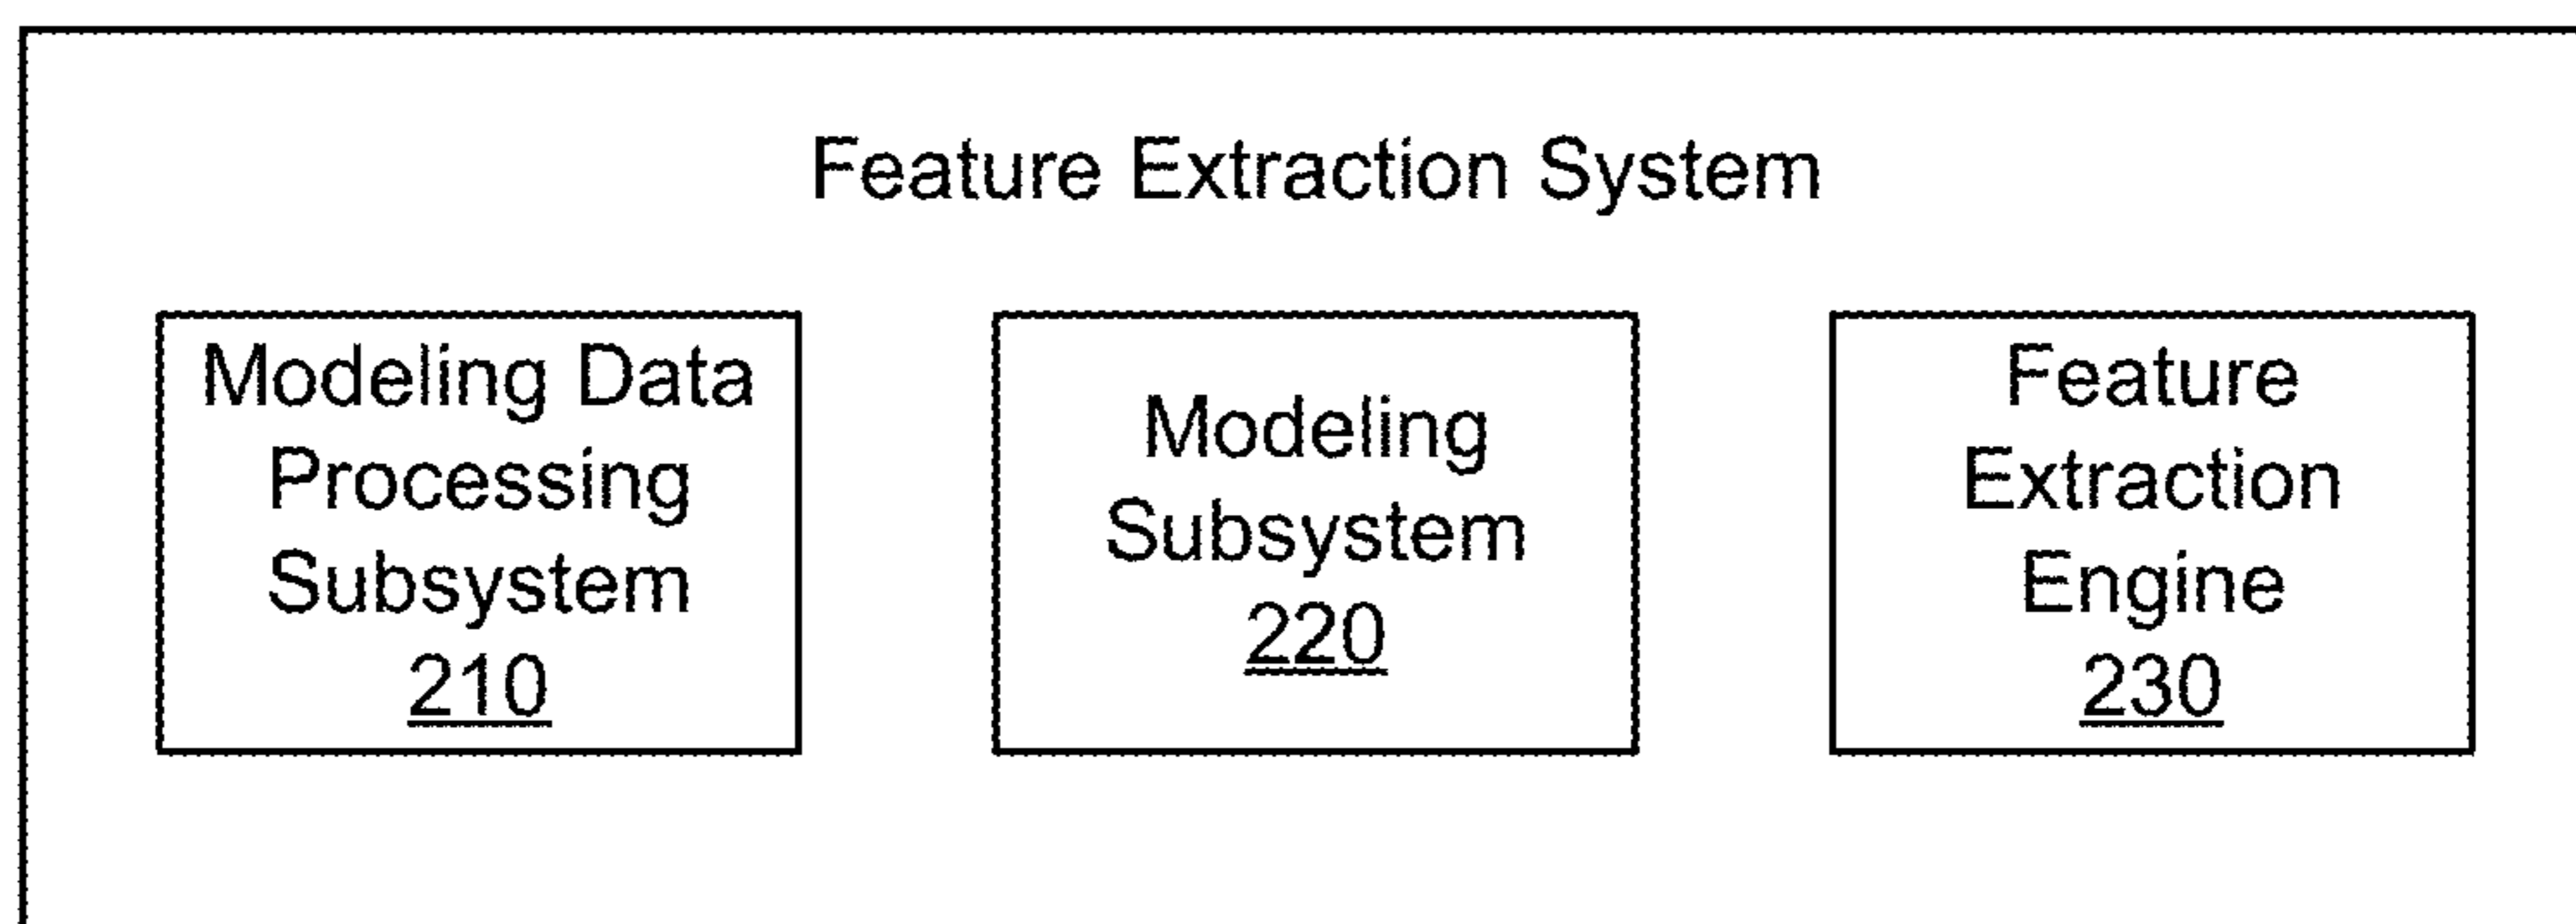 Feature Extraction System
Modeling Data
Processing
Subsystem
210
Modeling
Subsystem
220
Feature
Extraction
Engine
230